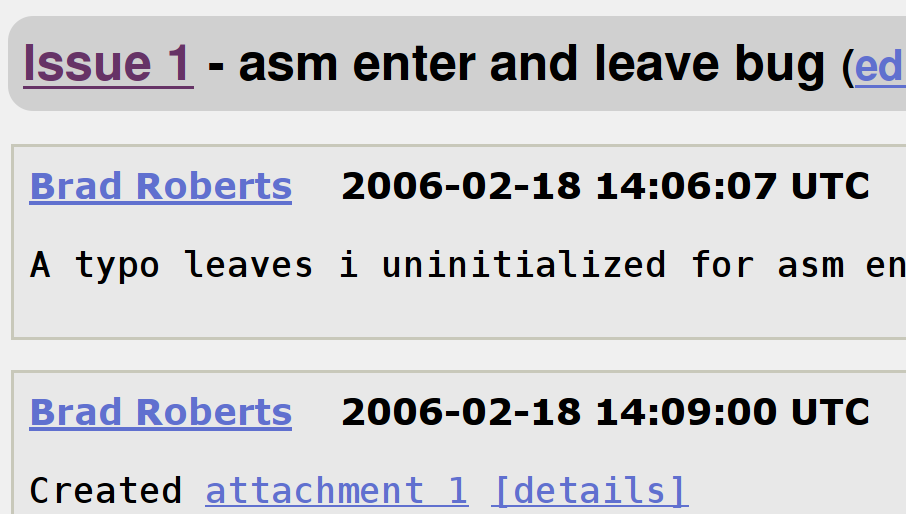 Issue 1 - asm enter and leave bug (ed
Brad Roberts 2006-02-18 14:06:07 UTC
A typo leaves i uninitialized for asm en
Brad Roberts 2006-02-18 14:09:00 UTC
Created attachment 1 [details]